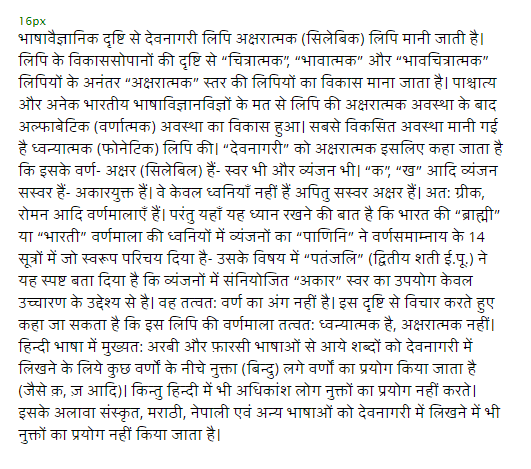 16px
भाषावैज्ञानिक दृष्टि से देवनागरी लिपि अक्षरात्मक (सिलेबिक) लिपि मानी जाती है।
लिपि के विकाससोपानों की दृष्टि से “चित्रात्मक”, “भावात्मक” और “भावचित्रात्मक”
लिपियों के अनंतर “अक्षरात्मक” स्तर की लिपियों का विकास माना जाता है। पाश्चात्य
और अनेक भारतीय भाषाविज्ञानविज्ञों के मत से लिपि की अक्षरात्मक अवस्था के बाद
अल्फाबेटिक (वर्णात्मक) अवस्था का विकास हुआ। सबसे विकसित अवस्था मानी गई
है ध्वन्यात्मक (फोनेटिक) लिपि की। “देवनागरी” को अक्षरात्मक इसलिए कहा जाता है
कि इसके वर्ण- अक्षर (सिलेबिल) हैं- स्वर भी और व्यंजन भी। “क”, “ख” आदि व्यंजन
सस्वर हैं- अकारयुक्त हैं। वे केवल ध्वनियाँ नहीं हैं अपितु सस्वर अक्षर हैं। अत: ग्रीक,
रोमन आदि वर्णमालाएँ हैं। परंतु यहाँ यह ध्यान रखने की बात है कि भारत की “ब्राह्मी”
या “भारती” वर्णमाला की ध्वनियों में व्यंजनों का “पाणिनि” ने वर्णसमाम्नाय के 14
सूत्रों में जो स्वरूप परिचय दिया है- उसके विषय में “पतंजलि” (द्वितीय शती ई.पू.) ने
यह स्पष्ट बता दिया है कि व्यंजनों में संनियोजित “अकार” स्वर का उपयोग केवल
उच्चारण के उद्देश्य से है। वह तत्वत: वर्ण का अंग नहीं है। इस दृष्टि से विचार करते हुए
कहा जा सकता है कि इस लिपि की वर्णमाला तत्वत: ध्वन्यात्मक है, अक्षरात्मक नहीं।
हिन्दी भाषा में मुख्यत: अरबी और फ़ारसी भाषाओं से आये शब्दों को देवनागरी में
लिखने के लिये कुछ वर्णों के नीचे नुक्ता (बिन्दु) लगे वर्णों का प्रयोग किया जाता है
(जैसे क़, ज़ आदि)। किन्तु हिन्दी में भी अधिकांश लोग नुक्तों का प्रयोग नहीं करते।
इसके अलावा संस्कृत, मराठी, नेपाली एवं अन्य भाषाओं को देवनागरी में लिखने में भी
नुक्तों का प्रयोग नहीं किया जाता है।